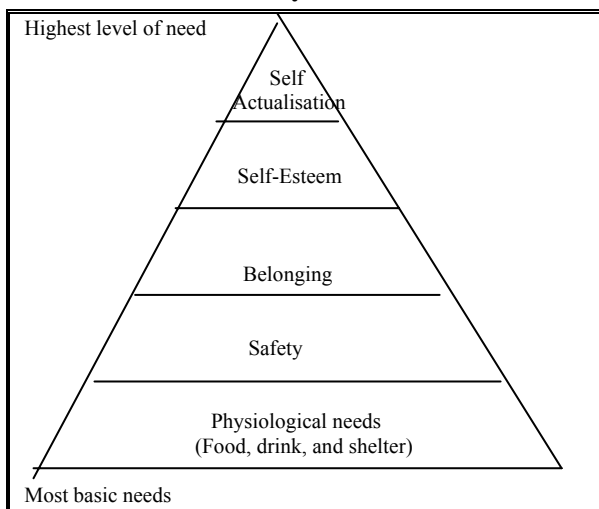 Highest level of need
Self
Actualisation
Self-Esteem
Belonging
Safety
Physiological needs
(Food, drink, and shelter)
Most basic needs